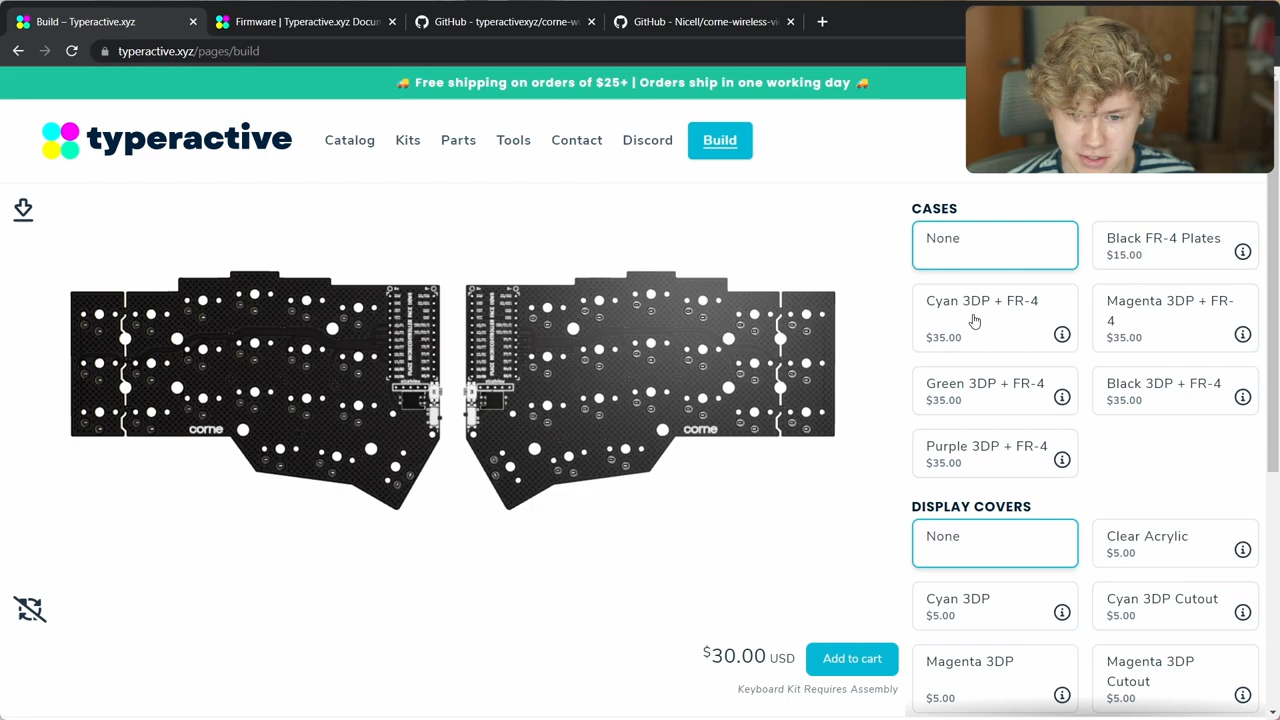 Build – Typeractive.xyz
Firmware | Typeractive.xyz Docum
GitHub - typeractivexyz/corne-wi
GitHub - Nicell/corne-wireless-vie
typeractive.xyz/pages/build
🚚 Free shipping on orders of $25+ | Orders ship in one working day 🚚
typeractive
Catalog
Kits
Parts
Tools
Contact
Discord
Build
CASES
None
Black FR-4 Plates
$15.00
Cyan 3DP + FR-4
$35.00
Magenta 3DP + FR-
4
$35.00
Green 3DP + FR-4
$35.00
Black 3DP + FR-4
$35.00
Purple 3DP + FR-4
$35.00
corne
corne
DISPLAY COVERS
None
Clear Acrylic
$5.00
Cyan 3DP
$5.00
Cyan 3DP Cutout
$5.00
Magenta 3DP
$5.00
Magenta 3DP
Cutout
$5.00
$30.00 USD
Add to cart
Keyboard Kit Requires Assembly